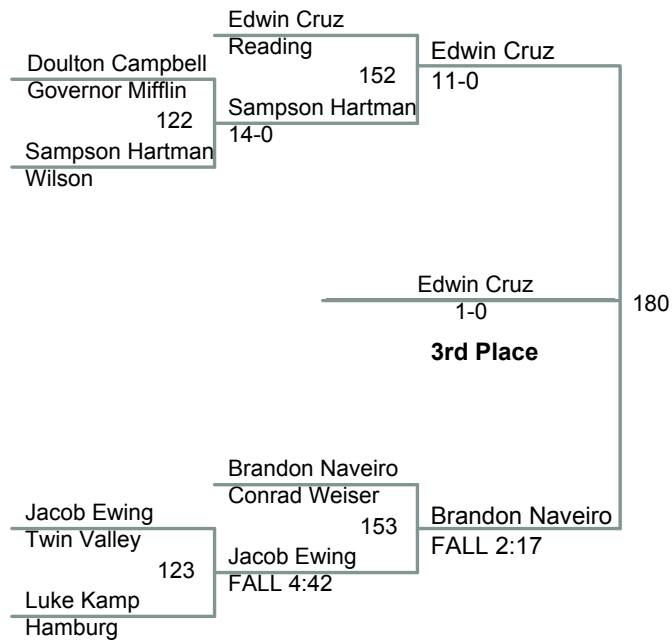 Edwin Cruz
Reading
Doulton Campbell
Governor Mifflin
152
Edwin Cruz
11-0
122
Sampson Hartman
14-0
Sampson Hartman
Wilson
Edwin Cruz
1-0
180
3rd Place
Brandon Naveiro
Conrad Weiser
Jacob Ewing
Twin Valley
153
Brandon Naveiro
FALL 2:17
123
Jacob Ewing
FALL 4:42
Luke Kamp
Hamburg